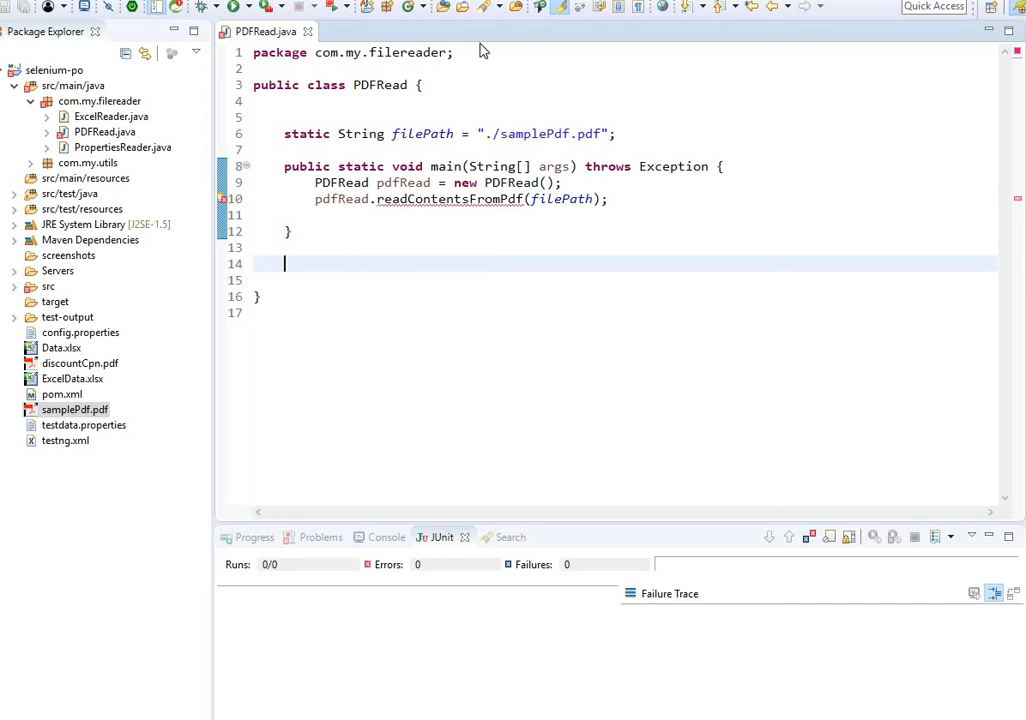 Quick Access
Package Explorer
PDFRead.java
selenium-po
src/main/java
com.my.filereader
ExcelReader.java
PDFRead.java
PropertiesReader.java
com.my.utils
src/main/resources
src/test/java
src/test/resources
JRE System Library [J2SE-1.5]
Maven Dependencies
screenshots
Servers
src
target
test-output
config.properties
Data.xlsx
discountCpn.pdf
ExcelData.xlsx
pom.xml
samplePdf.pdf
testdata.properties
testng.xml
1 package com.my.filereader;
2
3 public class PDFRead {
4
5
6 static String filePath = "./samplePdf.pdf";
7
8 public static void main(String[] args) throws Exception {
9 PDFRead pdfRead = new PDFRead();
10 pdfRead.readContentsFromPdf(filePath);
11
12 }
13
14
15
16 }
17
Progress Problems Console JUnit Search
Runs: 0/0 Errors: 0 Failures: 0
Failure Trace